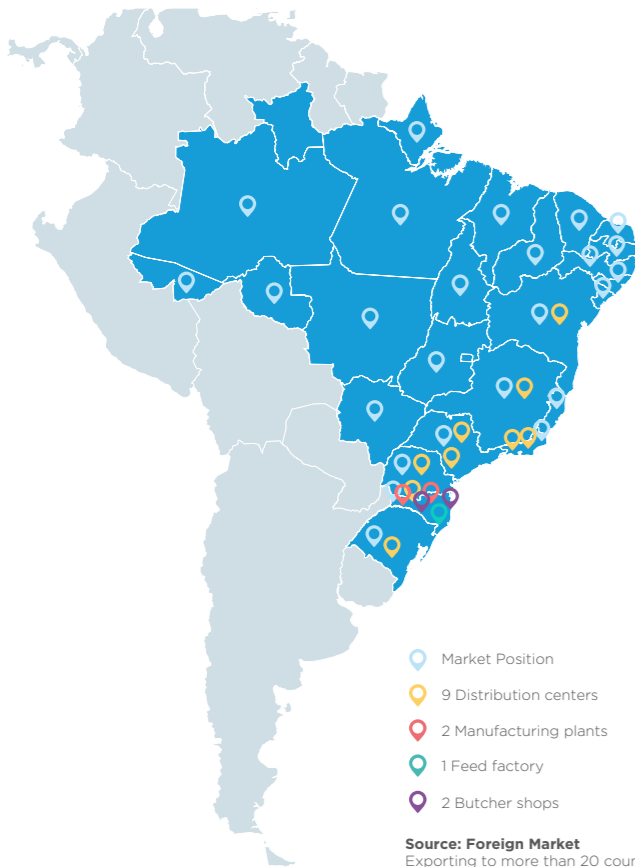 Market Position
9 Distribution centers
2 Manufacturing plants
1 Feed factory
2 Butcher shops
Source: Foreign Market
Exporting to more than 20